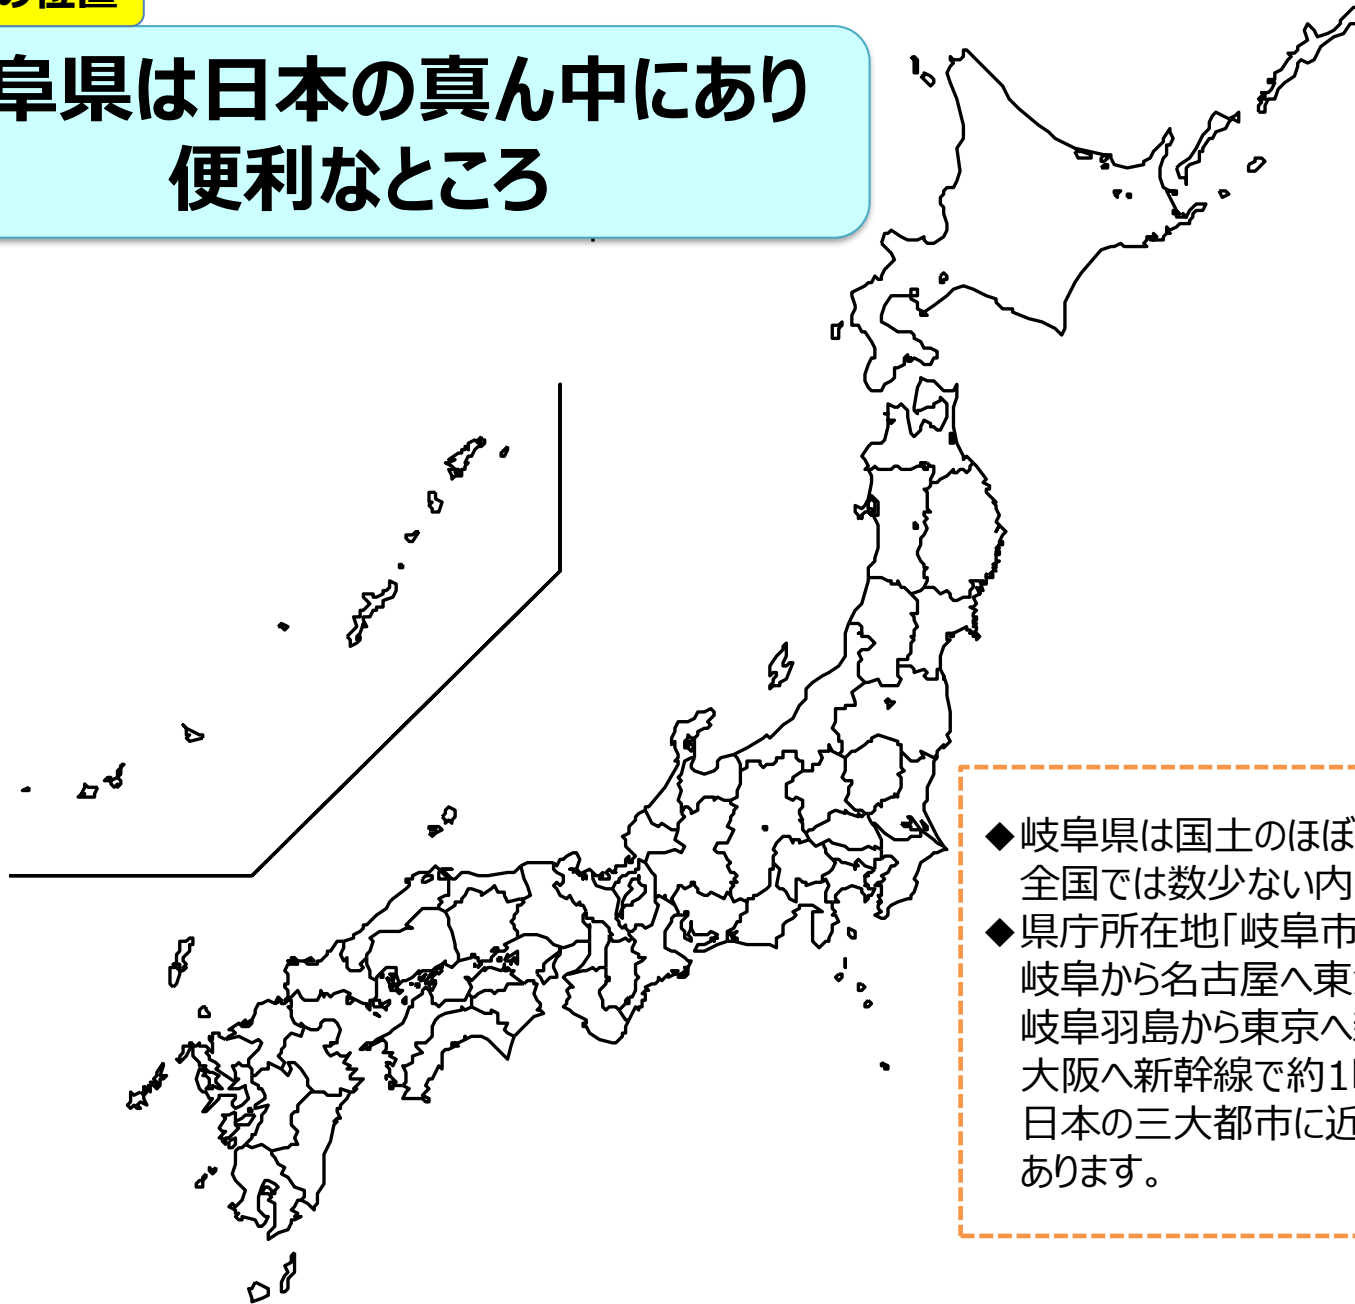 の位置
阜県は日本の真ん中にあり
便利なところ
◆岐阜県は国土のほぼ
全国では数少ない内
◆県庁所在地「岐阜市
岐阜から名古屋へ東
岐阜羽島から東京へ
大阪へ新幹線で約1
日本の三大都市に近
あります。